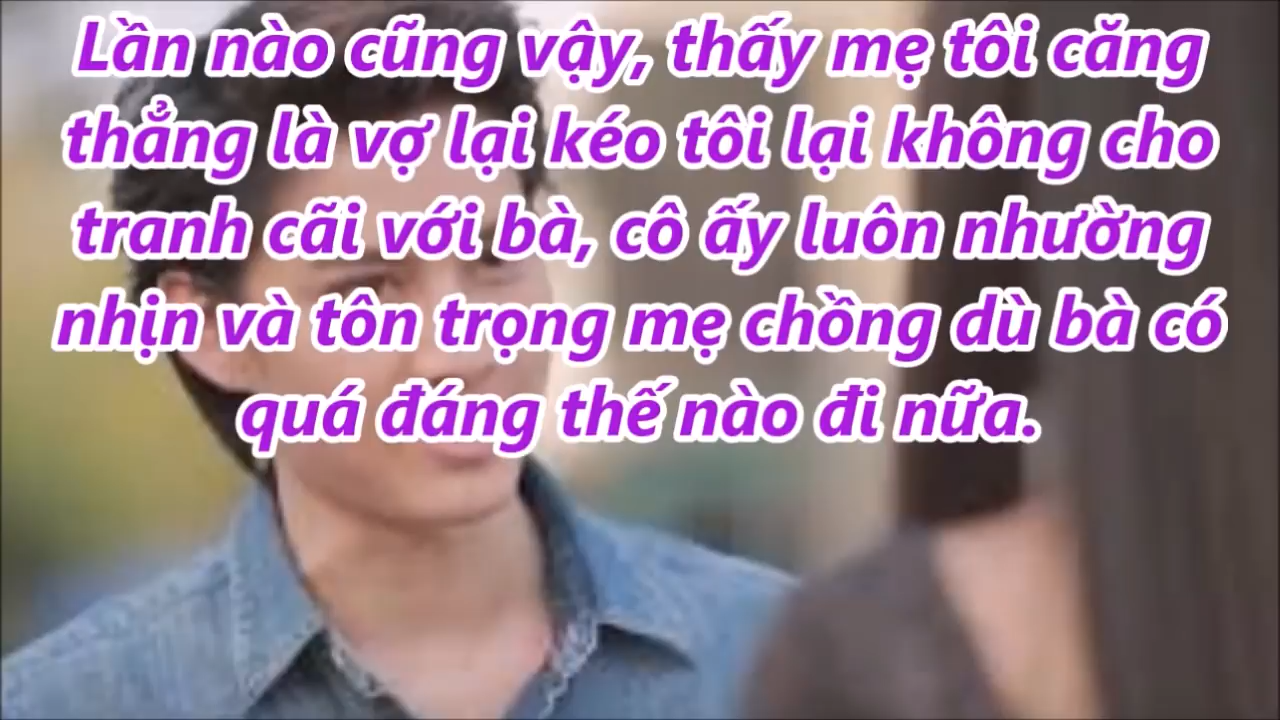 Lần nào cũng vậy, thấy mẹ tôi căng
thẳng là vợ lại kéo tôi lại không cho
tranh cãi với bà, cô ấy luôn nhường
nhịn và tôn trọng mẹ chồng dù bà có
quá đáng thế nào đi nữa.